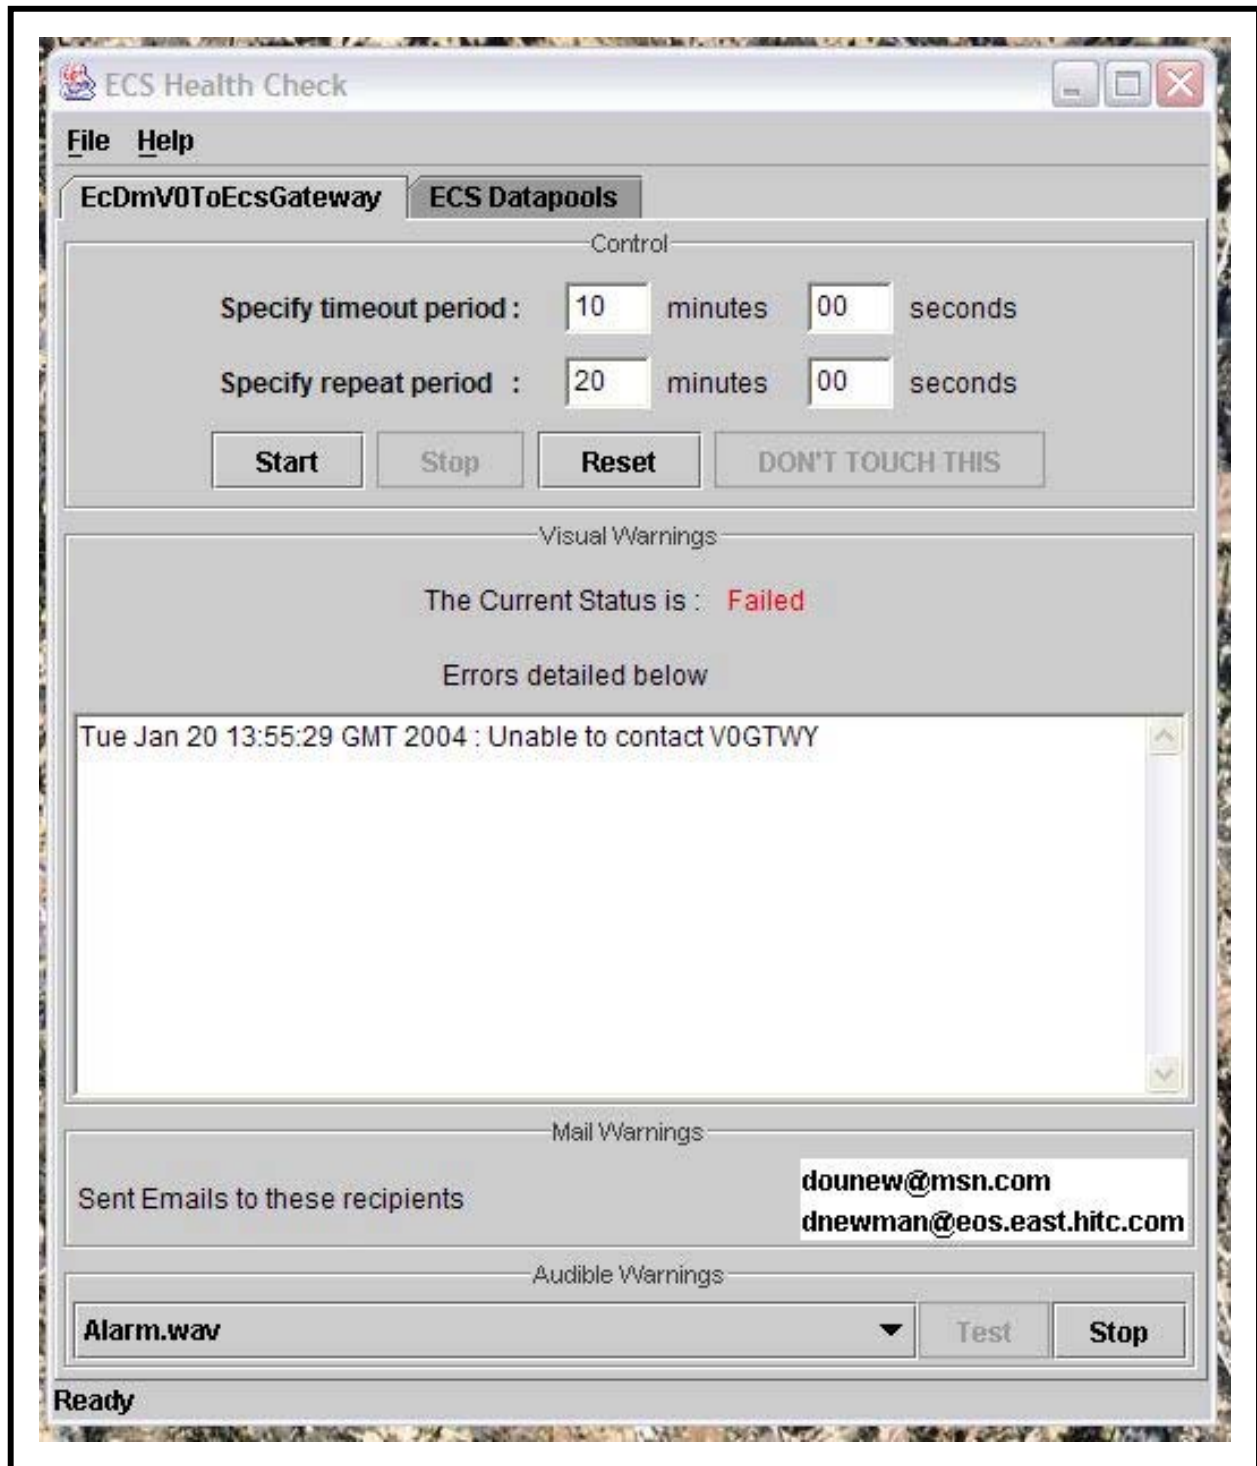 ECS Health Check
File Help
EcDmV0ToEcsGateway ECS Datapools
Control
Specify timeout period : 10 minutes 00 seconds
Specify repeat period : 20 minutes 00 seconds
Start Stop Reset DON'T TOUCH THIS
Visual Warnings
The Current Status is : Failed
Errors detailed below
Tue Jan 20 13:55:29 GMT 2004 : Unable to contact V0GTWY
Mail Warnings
Sent Emails to these recipients
dounew@msn.com
dnewman@eos.east.hitc.com
Audible Warnings
Alarm.wav Test Stop
Ready